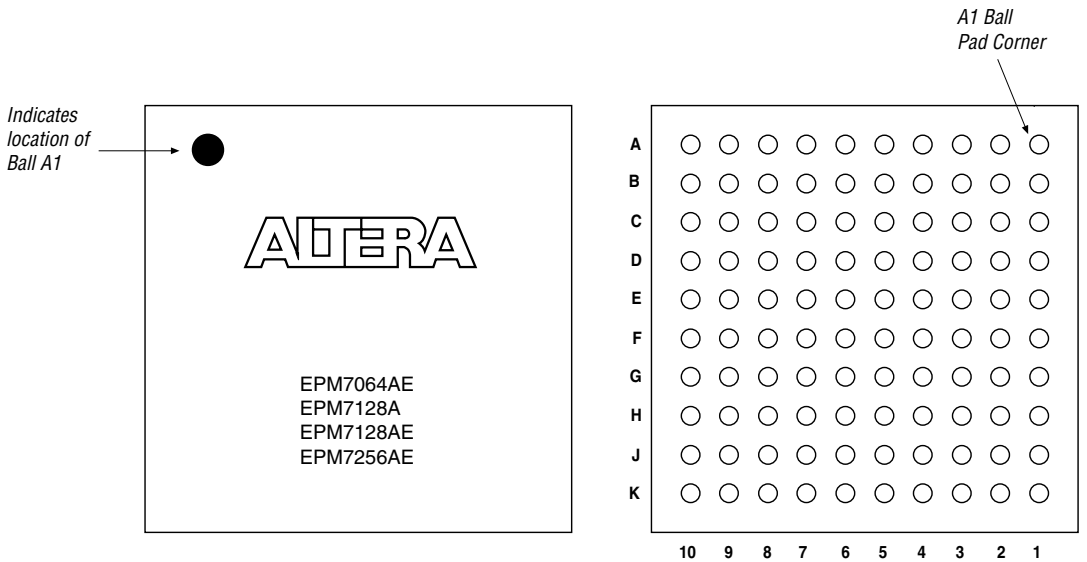 A1 Ball
Pad Corner
Indicates
location of
Ball A1
ALTERA
EPM7064AE
EPM7128A
EPM7128AE
EPM7256AE
A
B
C
D
E
F
G
H
J
K
10 9 8 7 6 5 4 3 2 1